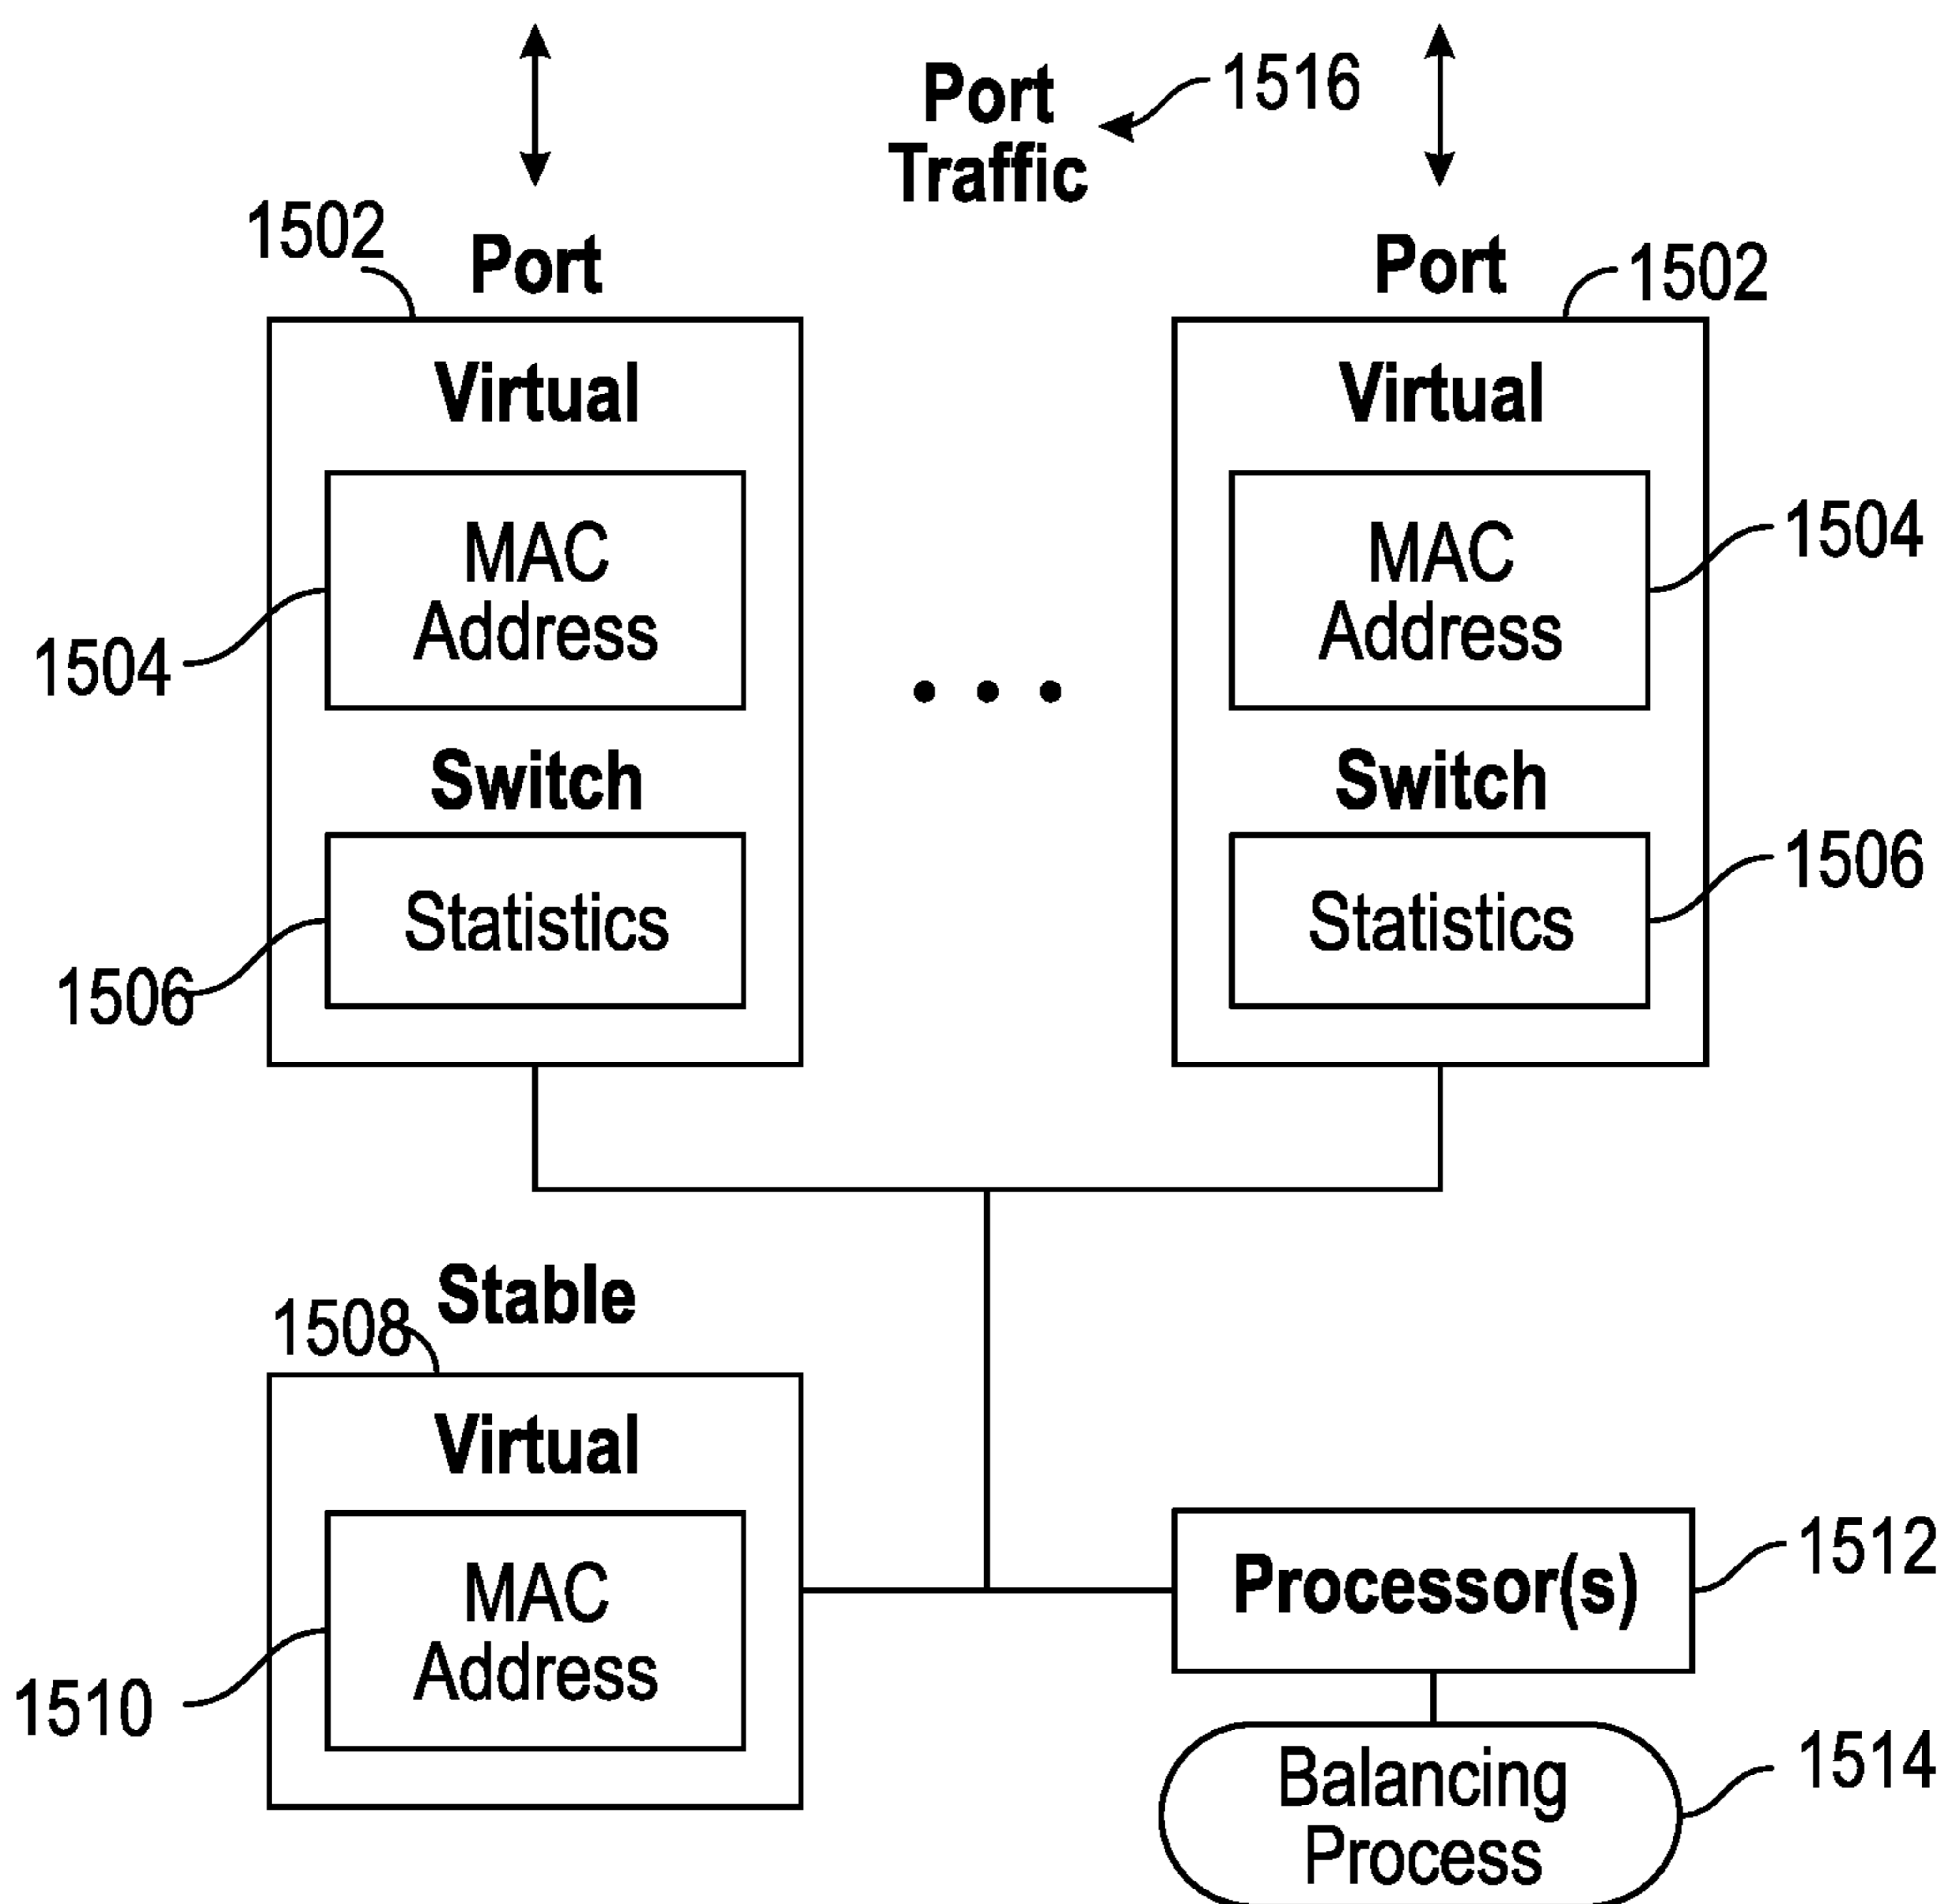 Port
Traffic
1516
1502
Port
Port
1502
Virtual
MAC
Address
1504
Switch
Statistics
1506
Virtual
MAC
Address
1504
Switch
Statistics
1506
Stable
1508
Virtual
MAC
Address
1510
Processor(s)
1512
Balancing
Process
1514